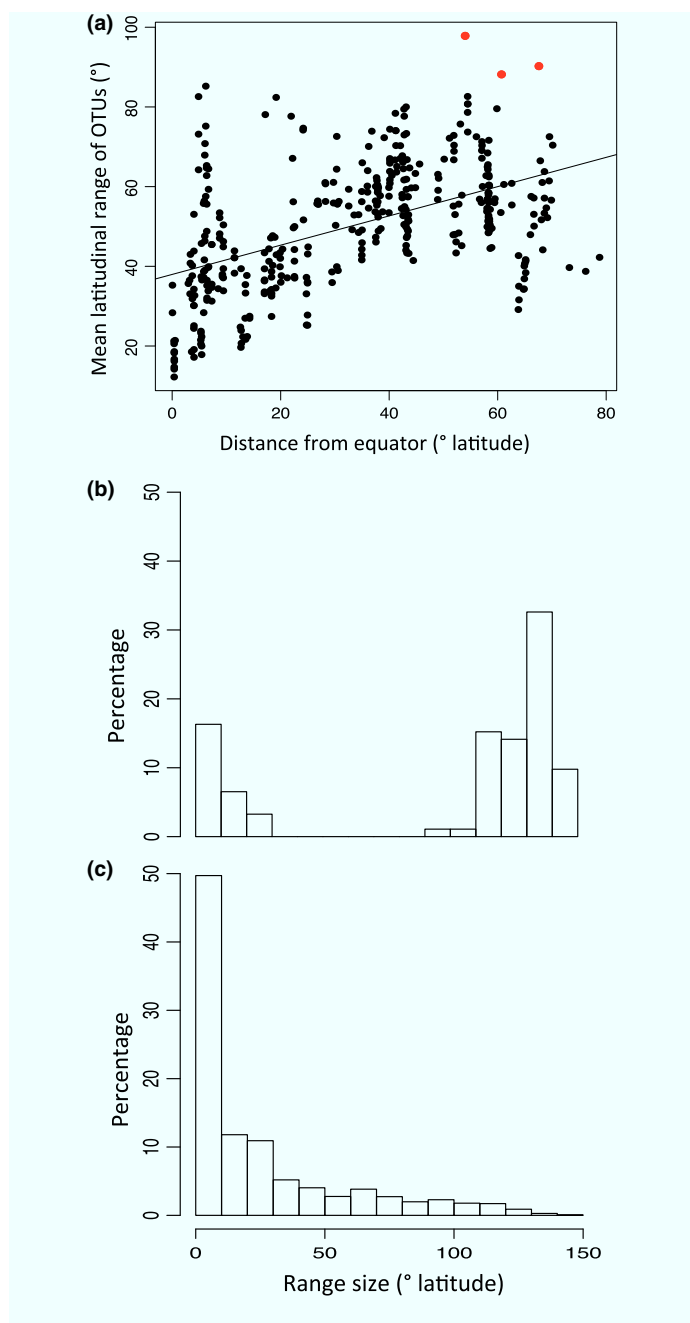 (a)
100
80
60
40
20
Mean latitudinal range of OTUs (°)
0 20 40 60 80
Distance from equator (° latitude)
(b)
50
40
30
20
10
0
Percentage
(c)
50
40
30
20
10
0
Percentage
0 50 100 150
Range size (° latitude)